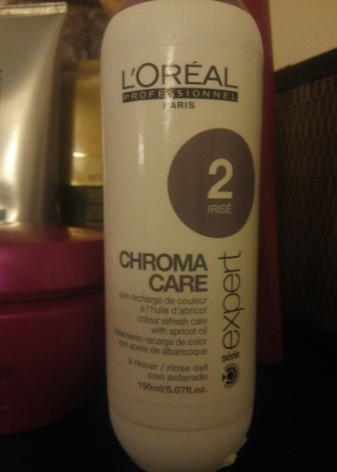 L'ORÉAL
PROFESSIONNEL
PARIS
2
IRISÉ
CHROMA
CARE
soin recharge de couleur
à l'huile d'abricot
colour refresh care
with apricot oil
tratamiento recarga de color
con aceite de albaricoque
à rincer / rinse out
con aclarado
150ml/5.07fl.oz.
série expert